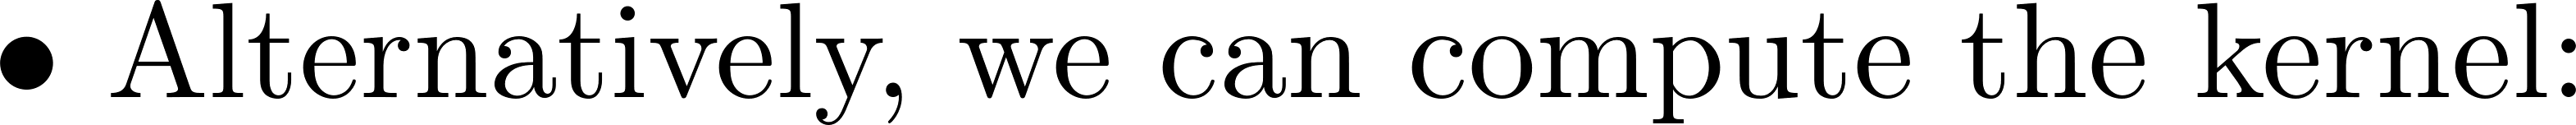 • Alternatively, we can compute the kernel: